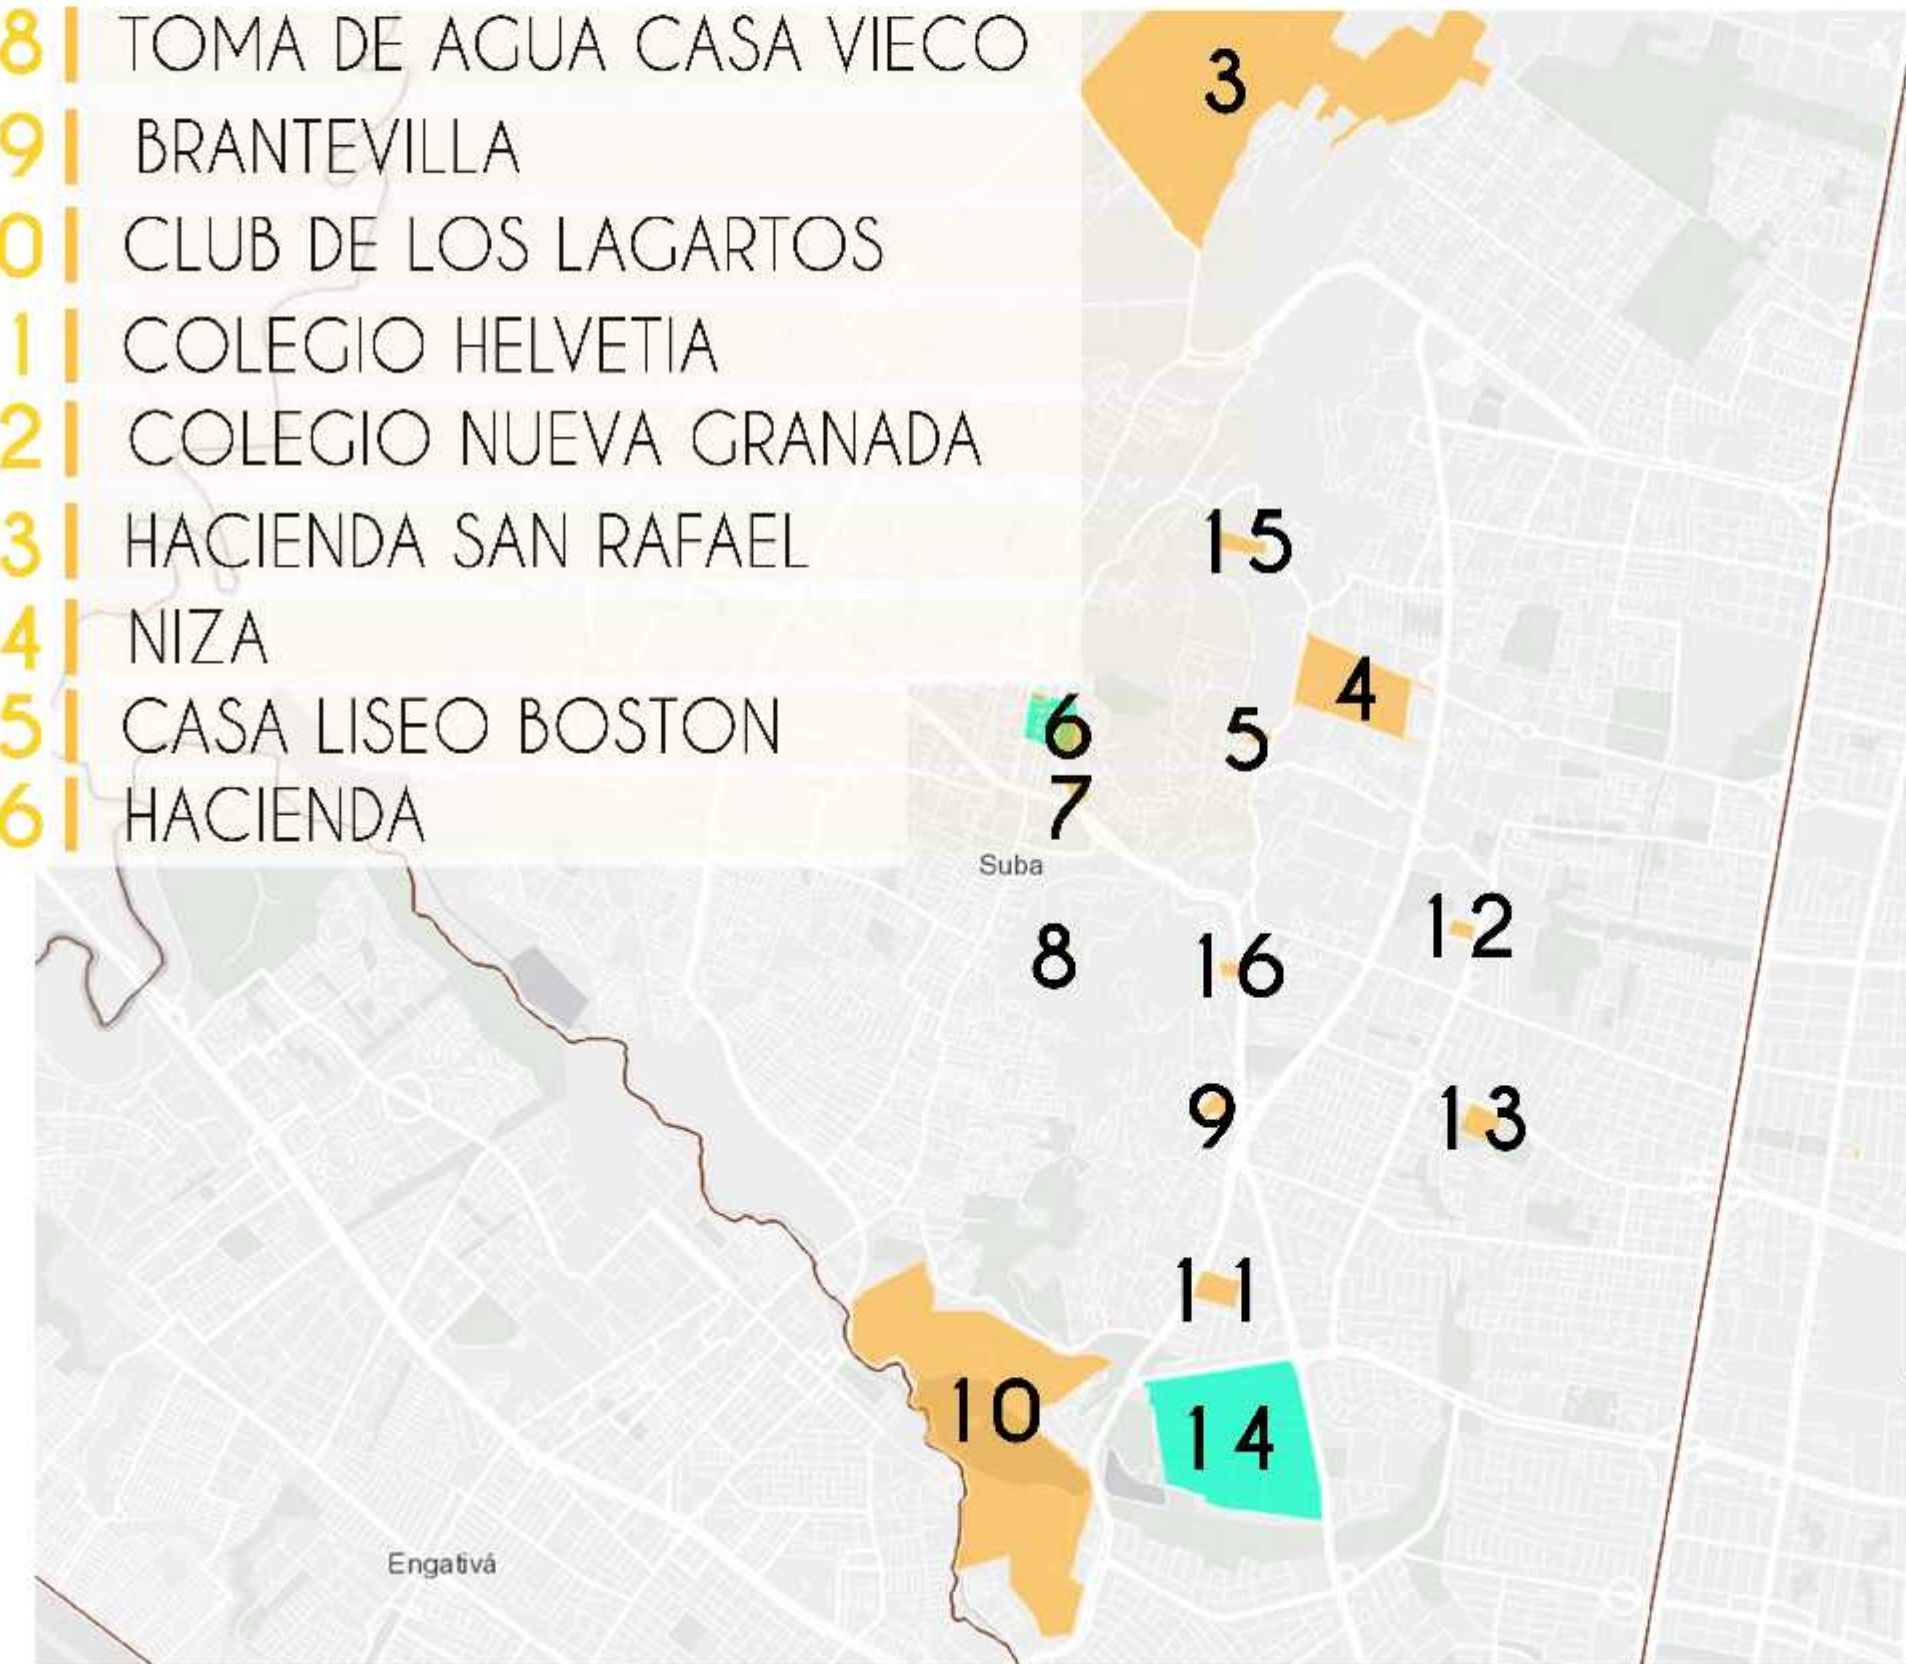 8 | TOMA DE AGUA CASA VIECO
9 | BRANTEVILLA
0 | CLUB DE LOS LAGARTOS
1 | COLEGIO HELVETIA
2 | COLEGIO NUEVA GRANADA
3 | HACIENDA SAN RAFAEL
4 | NIZA
5 | CASA LISEO BOSTON
6 | HACIENDA
3
15
4
6
5
7
Suba
12
8
16
9
13
11
10
14
Engativá